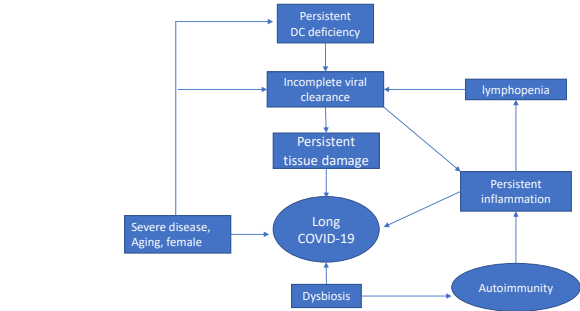 Persistent
DC deficiency
Incomplete viral
clearance
lymphopenia
Persistent
tissue damage
Persistent
inflammation
Severe disease,
Aging, female
Long
COVID-19
Dysbiosis
Autoimmunity